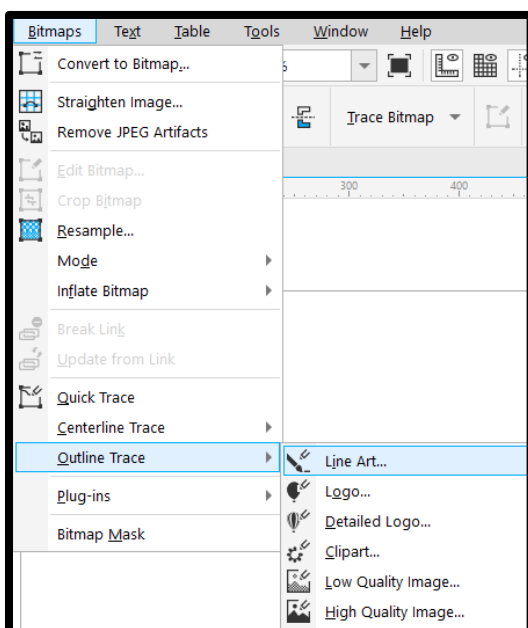 Bitmaps Text Table Tools Window Help
Convert to Bitmap...
Straighten Image...
Trace Bitmap
Remove JPEG Artifacts
Edit Bitmap...
300 400
Crop Bitmap
Resample...
Mode
Inflate Bitmap
Break Link
Update from Link
Quick Trace
Centerline Trace
Outline Trace
Line Art...
Plug-ins
Logo...
Detailed Logo...
Bitmap Mask
Clipart...
Low Quality Image...
High Quality Image...